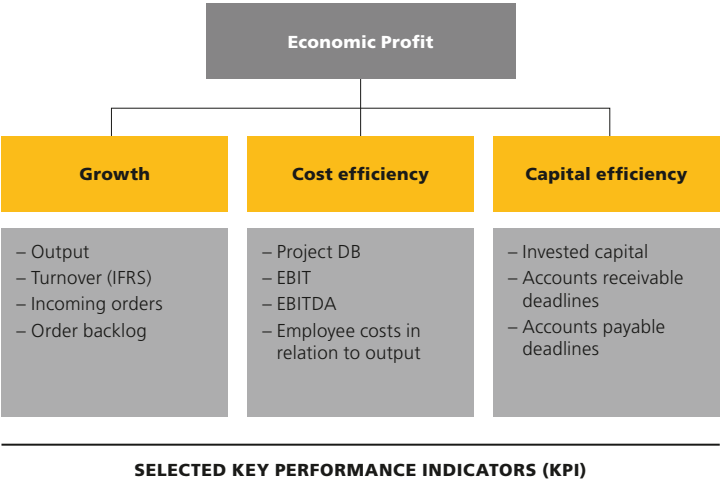 Economic Profit
Growth
– Output
– Turnover (IFRS)
– Incoming orders
– Order backlog
Cost efficiency
– Project DB
– EBIT
– EBITDA
– Employee costs in
relation to output
Capital efficiency
– Invested capital
– Accounts receivable
deadlines
– Accounts payable
deadlines
SELECTED KEY PERFORMANCE INDICATORS (KPI)